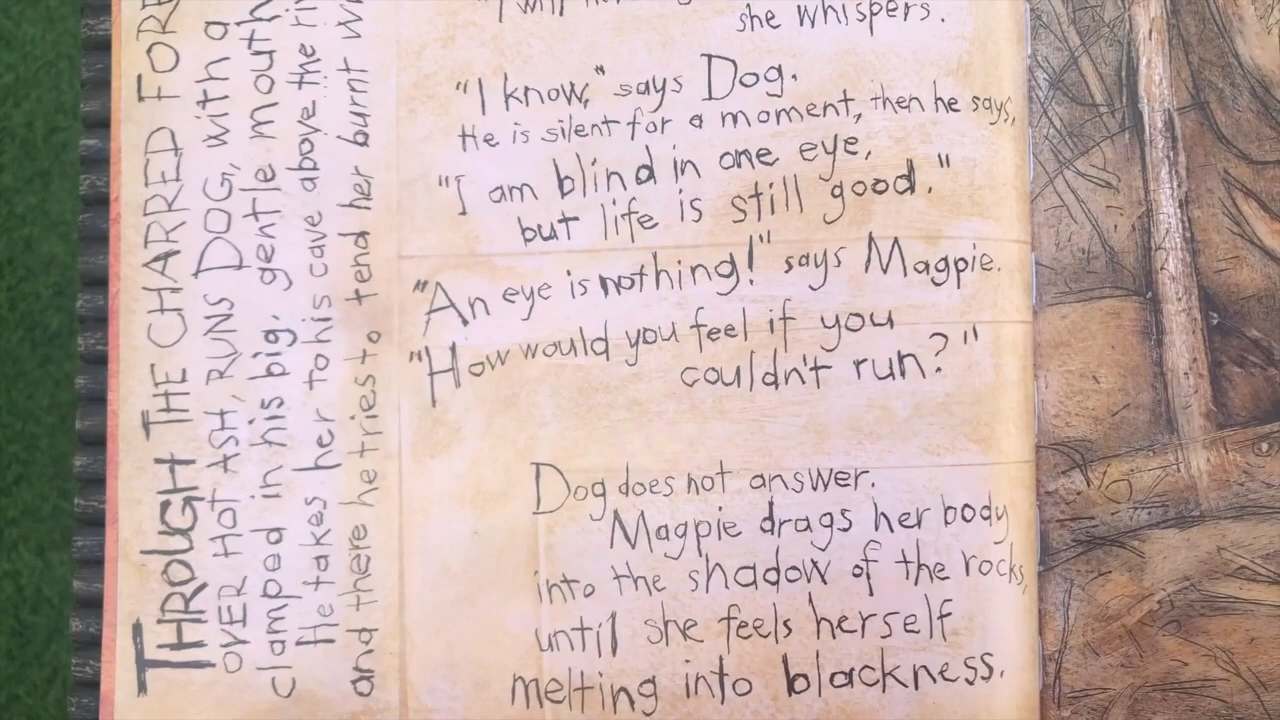 THROUGH THE CHARRED
OVER HOT ASH, RUNS DOG, with a
clamped in his big, gentle mouth
He takes her to his cave above the
and there he tries to tend her burnt
"I will
she whispers.
"I know," says Dog.
He is silent for a moment, then he says,
"I am blind in one eye,
but life is still good."
"An eye is nothing!" says Magpie.
"How would you feel if you
couldn't run?"
Dog does not answer.
Magpie drags her body
into the shadow of the rocks,
until she feels herself
melting into blackness.